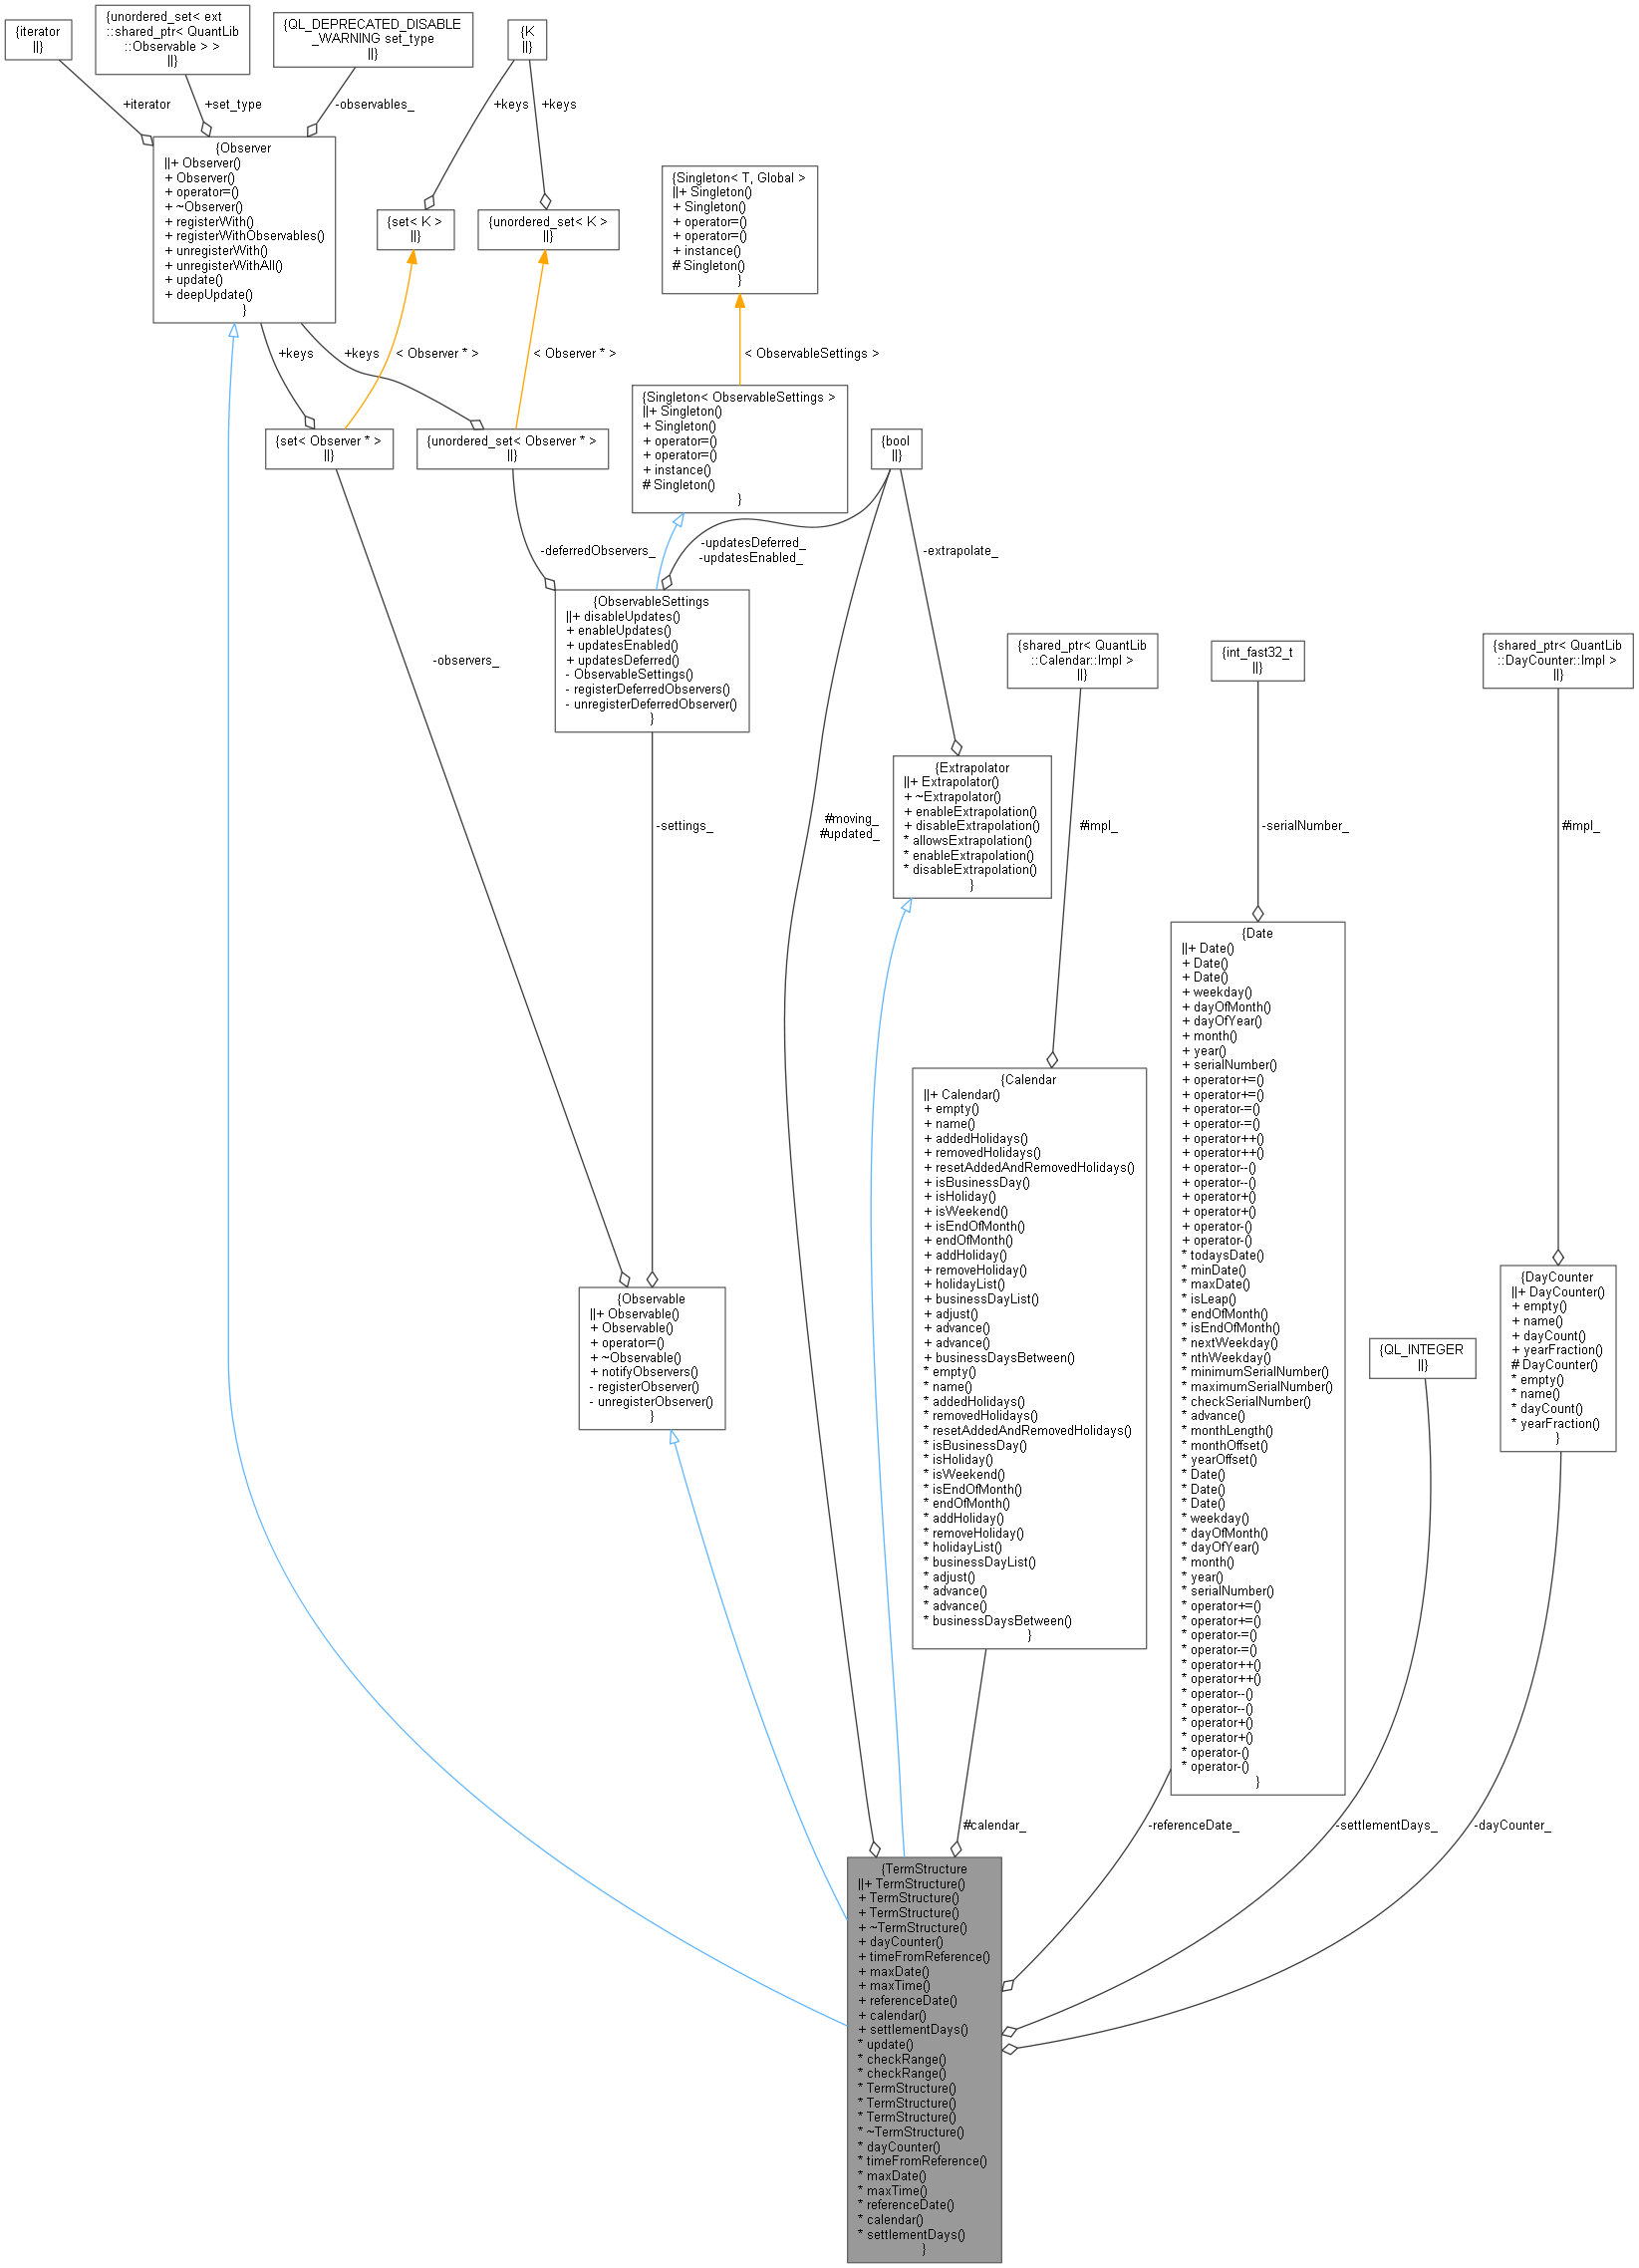 {iterator
||}
{unordered_set< ext
::shared_ptr< QuantLib
::Observable > >
||}
{QL_DEPRECATED_DISABLE
_WARNING set_type
||}
{K
||}
+iterator
+set_type
-observables_
+keys
+keys
{Observer
||+ Observer()
+ Observer()
+ operator=()
+ ~Observer()
+ registerWith()
+ registerWithObservables()
+ unregisterWith()
+ unregisterWithAll()
+ update()
+ deepUpdate()
}
{set< K >
||}
{unordered_set< K >
||}
{Singleton< T, Global >
||+ Singleton()
+ Singleton()
+ operator=()
+ operator=()
+ instance()
# Singleton()
}
+keys
+keys
< Observer * >
< Observer * >
< ObservableSettings >
{set< Observer * >
||}
{unordered_set< Observer * >
||}
{Singleton< ObservableSettings >
||+ Singleton()
+ Singleton()
+ operator=()
+ operator=()
+ instance()
# Singleton()
}
{bool
||}
-deferredObservers_
-updatesDeferred_
-updatesEnabled_
-extrapolate_
-observers_
{ObservableSettings
||+ disableUpdates()
+ enableUpdates()
+ updatesEnabled()
+ updatesDeferred()
- ObservableSettings()
- registerDeferredObservers()
- unregisterDeferredObserver()
}
{shared_ptr< QuantLib
::Calendar::Impl >
||}
{int_fast32_t
||}
{shared_ptr< QuantLib
::DayCounter::Impl >
||}
-settings_
#moving_
#updated_
{Extrapolator
||+ Extrapolator()
+ ~Extrapolator()
+ enableExtrapolation()
+ disableExtrapolation()
* allowsExtrapolation()
* enableExtrapolation()
* disableExtrapolation()
}
#impl_
-serialNumber_
#impl_
{Observable
||+ Observable()
+ Observable()
+ operator=()
+ ~Observable()
+ notifyObservers()
- registerObserver()
- unregisterObserver()
}
{Calendar
||+ Calendar()
+ empty()
+ name()
+ addedHolidays()
+ removedHolidays()
+ resetAddedAndRemovedHolidays()
+ isBusinessDay()
+ isHoliday()
+ isWeekend()
+ isEndOfMonth()
+ endOfMonth()
+ addHoliday()
+ removeHoliday()
+ holidayList()
+ businessDayList()
+ adjust()
+ advance()
+ advance()
+ businessDaysBetween()
* empty()
* name()
* addedHolidays()
* removedHolidays()
* resetAddedAndRemovedHolidays()
* isBusinessDay()
* isHoliday()
* isWeekend()
* isEndOfMonth()
* endOfMonth()
* addHoliday()
* removeHoliday()
* holidayList()
* businessDayList()
* adjust()
* advance()
* advance()
* businessDaysBetween()
}
{Date
||+ Date()
+ Date()
+ Date()
+ weekday()
+ dayOfMonth()
+ dayOfYear()
+ month()
+ year()
+ serialNumber()
+ operator+=()
+ operator+=()
+ operator-=()
+ operator-=()
+ operator++()
+ operator++()
+ operator--()
+ operator--()
+ operator+()
+ operator+()
+ operator-()
+ operator-()
* todaysDate()
* minDate()
* maxDate()
* isLeap()
* endOfMonth()
* isEndOfMonth()
* nextWeekday()
* nthWeekday()
* minimumSerialNumber()
* maximumSerialNumber()
* checkSerialNumber()
* advance()
* monthLength()
* monthOffset()
* yearOffset()
* Date()
* Date()
* Date()
* weekday()
* dayOfMonth()
* dayOfYear()
* month()
* year()
* serialNumber()
* operator+=()
* operator+=()
* operator-=()
* operator-=()
* operator++()
* operator++()
* operator--()
* operator--()
* operator+()
* operator+()
* operator-()
* operator-()
}
{QL_INTEGER
||}
{DayCounter
||+ DayCounter()
+ empty()
+ name()
+ dayCount()
+ yearFraction()
# DayCounter()
* empty()
* name()
* dayCount()
* yearFraction()
}
#calendar_
-referenceDate_
-settlementDays_
-dayCounter_
{TermStructure
||+ TermStructure()
+ TermStructure()
+ TermStructure()
+ ~TermStructure()
+ dayCounter()
+ timeFromReference()
+ maxDate()
+ maxTime()
+ referenceDate()
+ calendar()
+ settlementDays()
* update()
* checkRange()
* checkRange()
* TermStructure()
* TermStructure()
* TermStructure()
* ~TermStructure()
* dayCounter()
* timeFromReference()
* maxDate()
* maxTime()
* referenceDate()
* calendar()
* settlementDays()
}